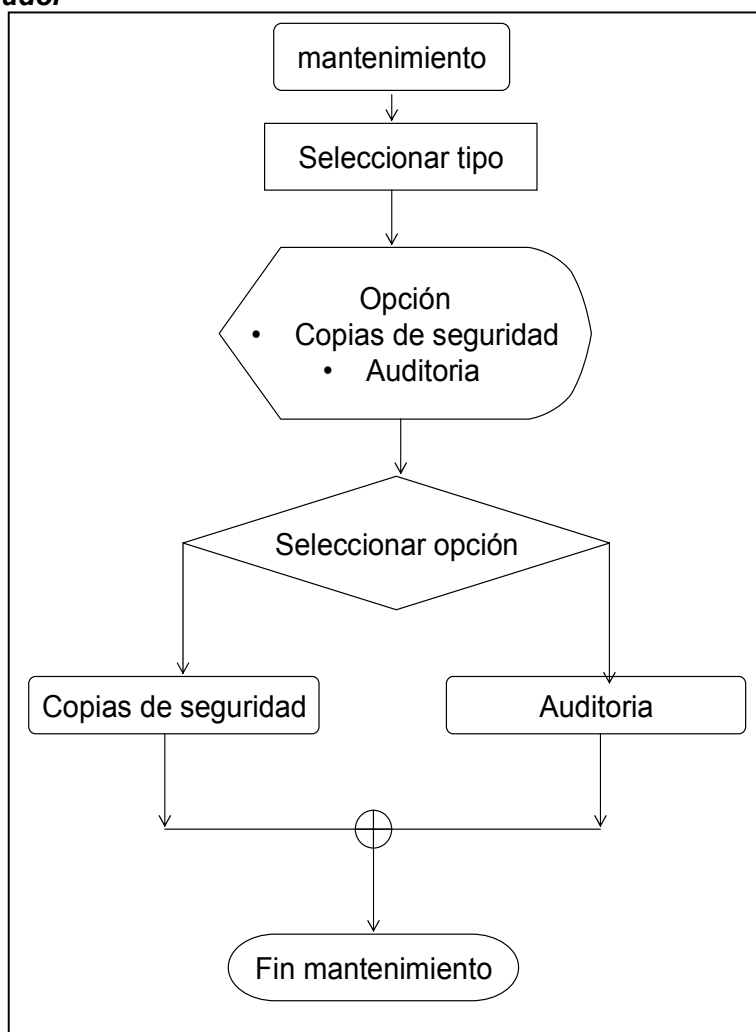 mantenimiento
Seleccionar tipo
Opción
• Copias de seguridad
• Auditoria
Seleccionar opción
Copias de seguridad
Auditoria
Fin mantenimiento